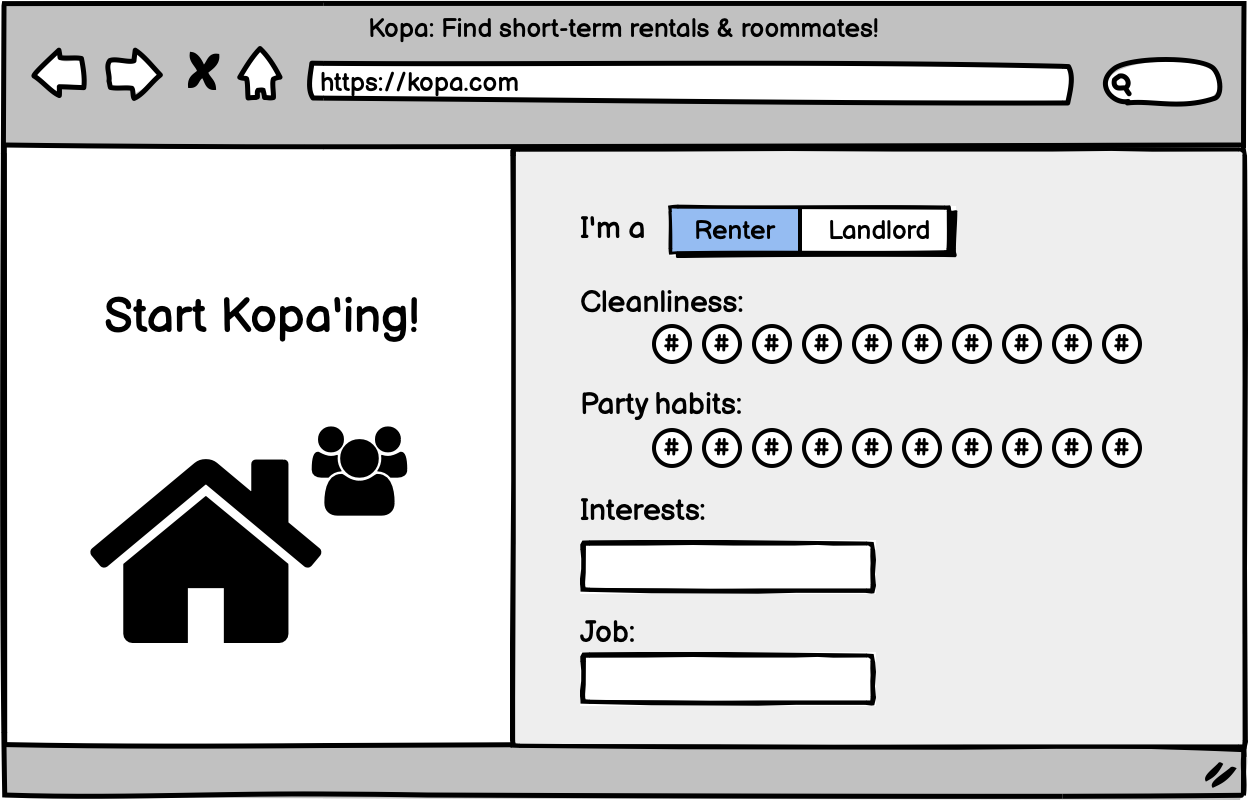 Kopa: Find short-term rentals & roommates!
https://kopa.com
Start Kopa'ing!
I'm a Renter Landlord
Cleanliness:
# # # # # # # # # #
Party habits:
# # # # # # # # # #
Interests:
Job: